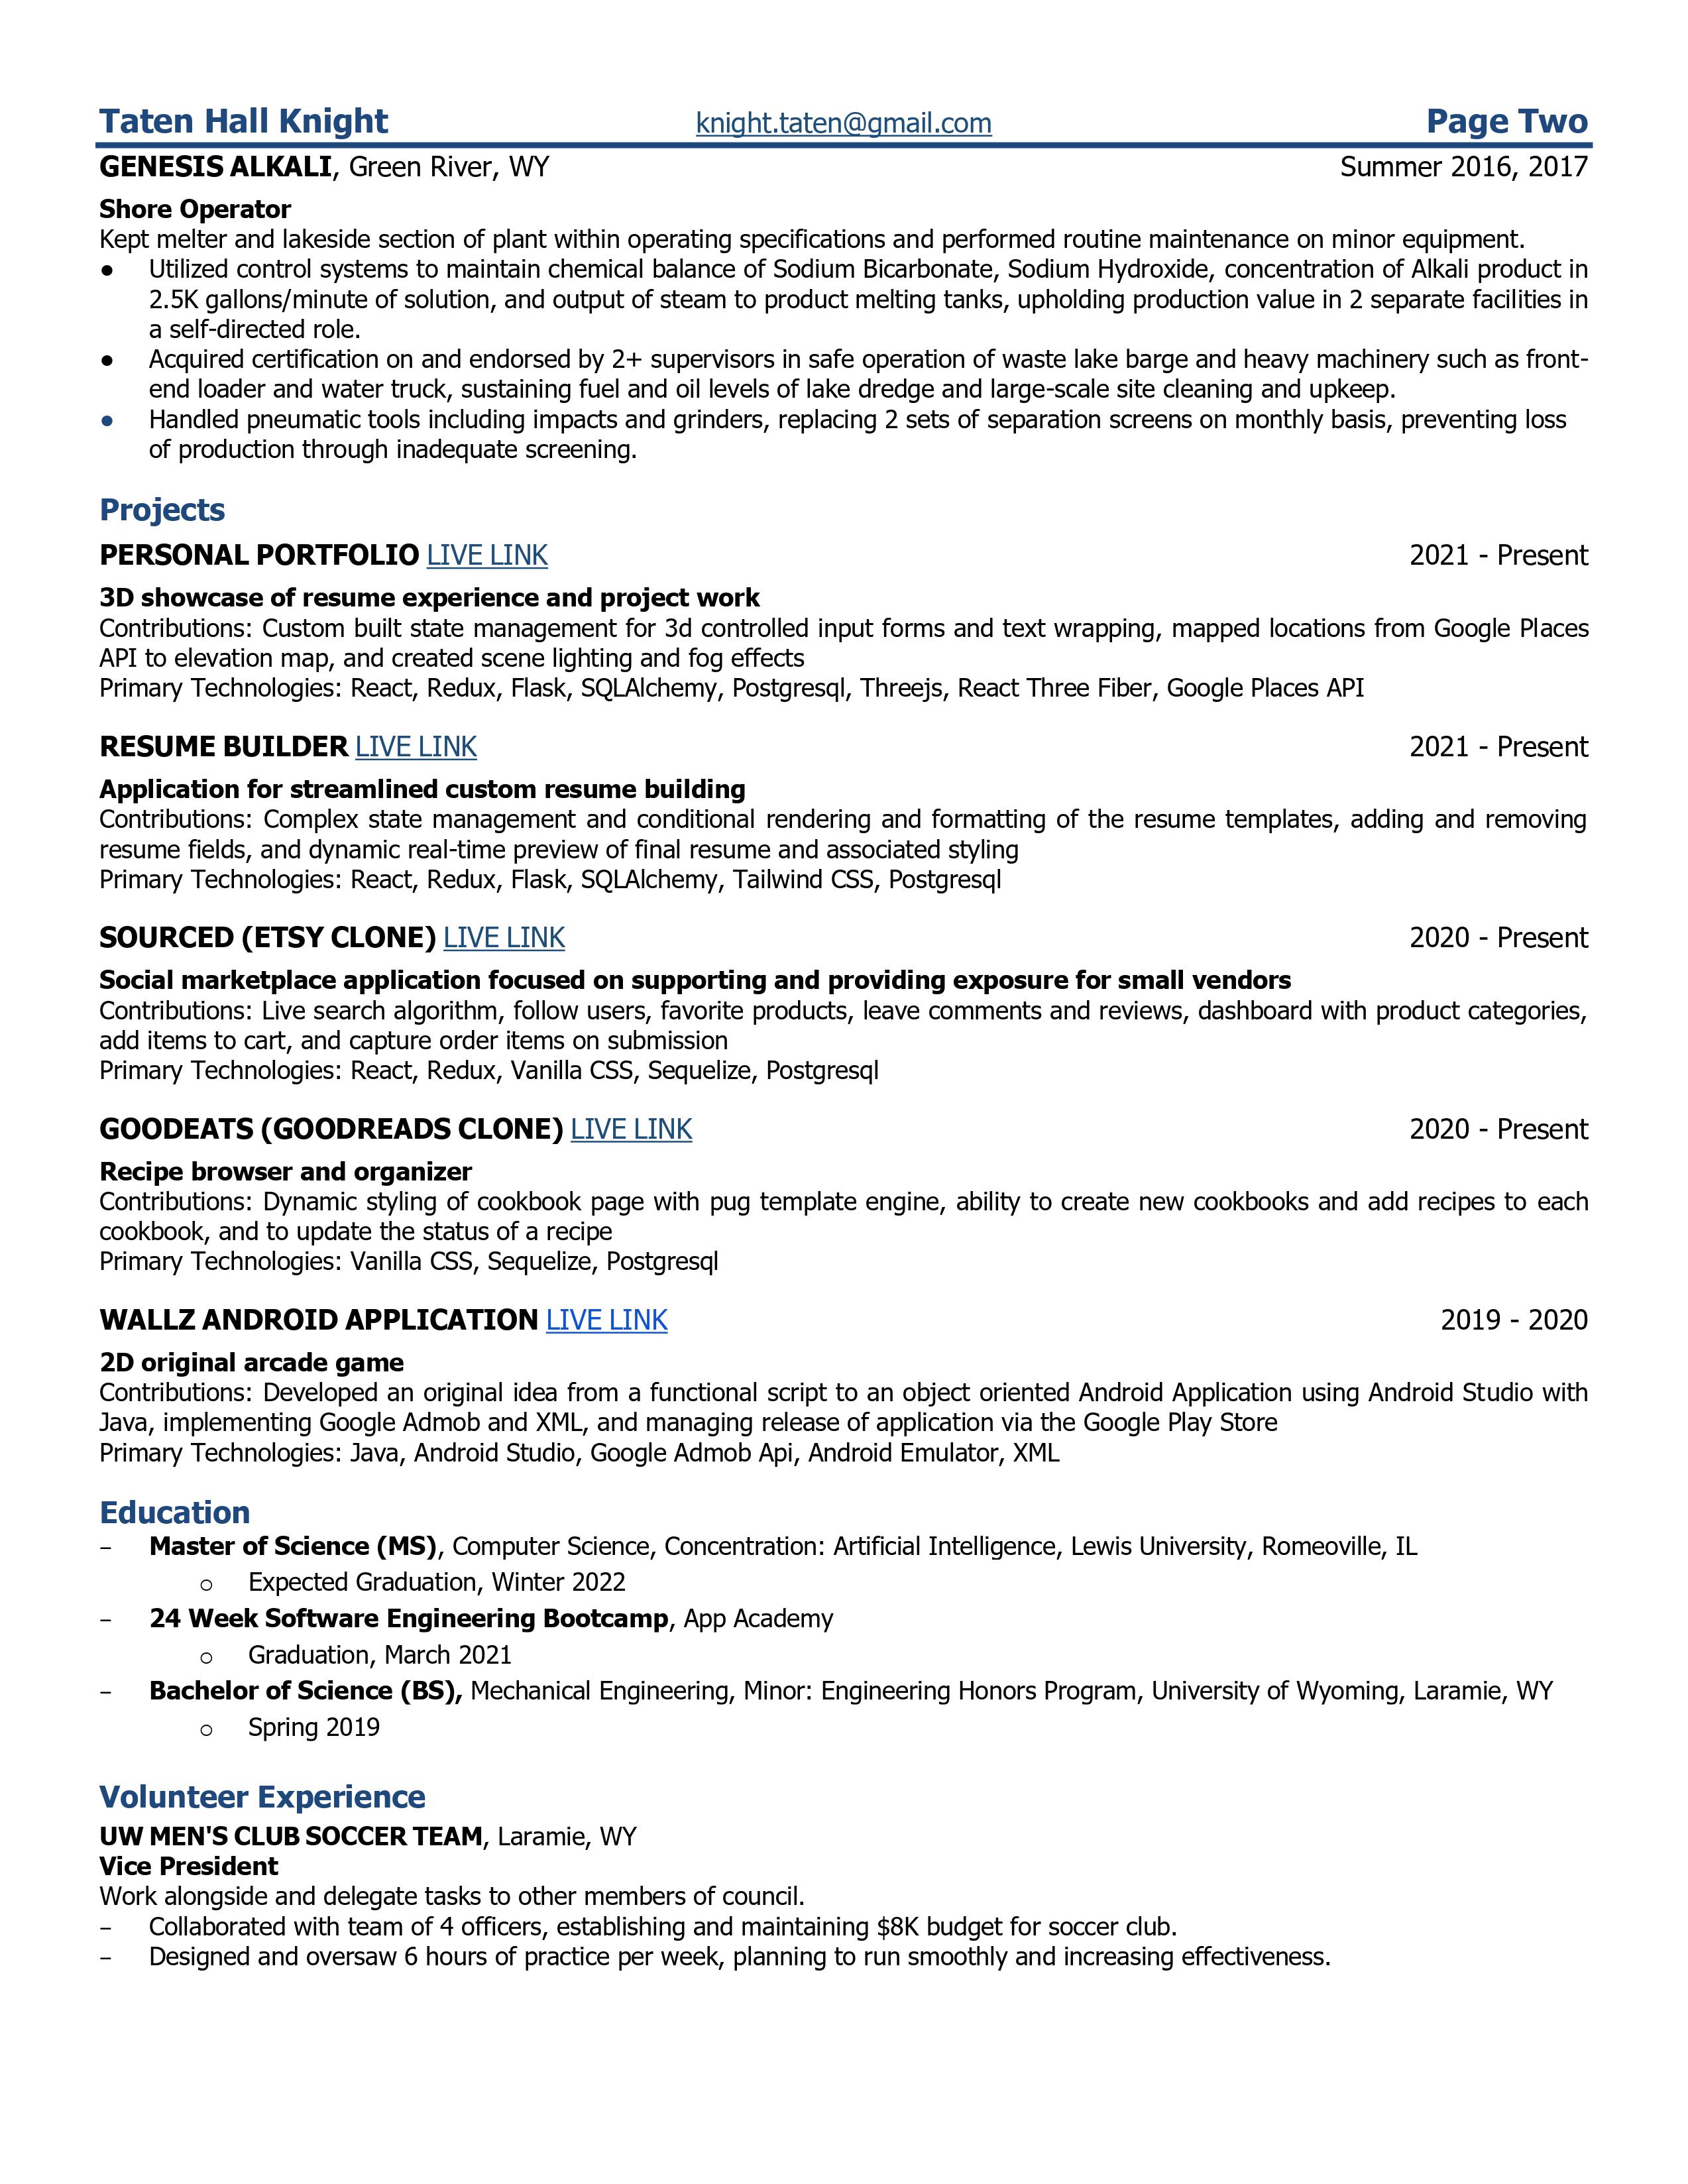 Taten Hall Knight knight.taten@gmail.com Page Two
GENESIS ALKALI, Green River, WY Summer 2016, 2017
Shore Operator
Kept melter and lakeside section of plant within operating specifications and performed routine maintenance on minor equipment.
● Utilized control systems to maintain chemical balance of Sodium Bicarbonate, Sodium Hydroxide, concentration of Alkali product in
2.5K gallons/minute of solution, and output of steam to product melting tanks, upholding production value in 2 separate facilities in
a self-directed role.
● Acquired certification on and endorsed by 2+ supervisors in safe operation of waste lake barge and heavy machinery such as front-
end loader and water truck, sustaining fuel and oil levels of lake dredge and large-scale site cleaning and upkeep.
● Handled pneumatic tools including impacts and grinders, replacing 2 sets of separation screens on monthly basis, preventing loss
of production through inadequate screening.
Projects
PERSONAL PORTFOLIO LIVE LINK 2021 - Present
3D showcase of resume experience and project work
Contributions: Custom built state management for 3d controlled input forms and text wrapping, mapped locations from Google Places
API to elevation map, and created scene lighting and fog effects
Primary Technologies: React, Redux, Flask, SQLAlchemy, Postgresql, Threejs, React Three Fiber, Google Places API
RESUME BUILDER LIVE LINK 2021 - Present
Application for streamlined custom resume building
Contributions: Complex state management and conditional rendering and formatting of the resume templates, adding and removing
resume fields, and dynamic real-time preview of final resume and associated styling
Primary Technologies: React, Redux, Flask, SQLAlchemy, Tailwind CSS, Postgresql
SOURCED (ETSY CLONE) LIVE LINK 2020 - Present
Social marketplace application focused on supporting and providing exposure for small vendors
Contributions: Live search algorithm, follow users, favorite products, leave comments and reviews, dashboard with product categories,
add items to cart, and capture order items on submission
Primary Technologies: React, Redux, Vanilla CSS, Sequelize, Postgresql
GOODEATS (GOODREADS CLONE) LIVE LINK 2020 - Present
Recipe browser and organizer
Contributions: Dynamic styling of cookbook page with pug template engine, ability to create new cookbooks and add recipes to each
cookbook, and to update the status of a recipe
Primary Technologies: Vanilla CSS, Sequelize, Postgresql
WALLZ ANDROID APPLICATION LIVE LINK 2019 - 2020
2D original arcade game
Contributions: Developed an original idea from a functional script to an object oriented Android Application using Android Studio with
Java, implementing Google Admob and XML, and managing release of application via the Google Play Store
Primary Technologies: Java, Android Studio, Google Admob Api, Android Emulator, XML
Education
– Master of Science (MS), Computer Science, Concentration: Artificial Intelligence, Lewis University, Romeoville, IL
○ Expected Graduation, Winter 2022
– 24 Week Software Engineering Bootcamp, App Academy
○ Graduation, March 2021
– Bachelor of Science (BS), Mechanical Engineering, Minor: Engineering Honors Program, University of Wyoming, Laramie, WY
○ Spring 2019
Volunteer Experience
UW MEN'S CLUB SOCCER TEAM, Laramie, WY
Vice President
Work alongside and delegate tasks to other members of council.
– Collaborated with team of 4 officers, establishing and maintaining $8K budget for soccer club.
– Designed and oversaw 6 hours of practice per week, planning to run smoothly and increasing effectiveness.